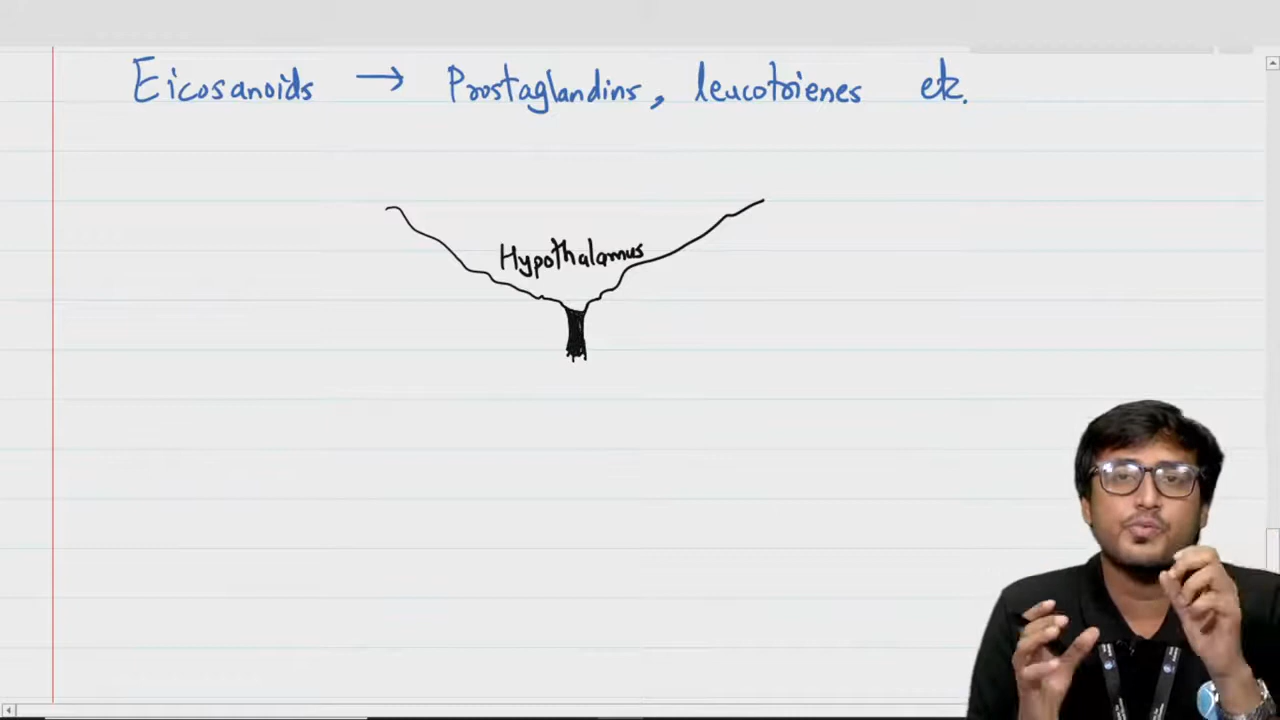 Eicosanoids → Prostaglandins, leucotrienes etc.
Hypothalamus